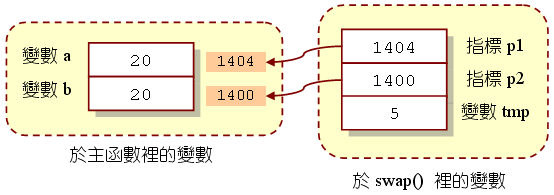 變數 a
20
1404
變數 b
20
1400
於主函數裡的變數
1404
指標 p1
1400
指標 p2
5
變數 tmp
於 swap() 裡的變數